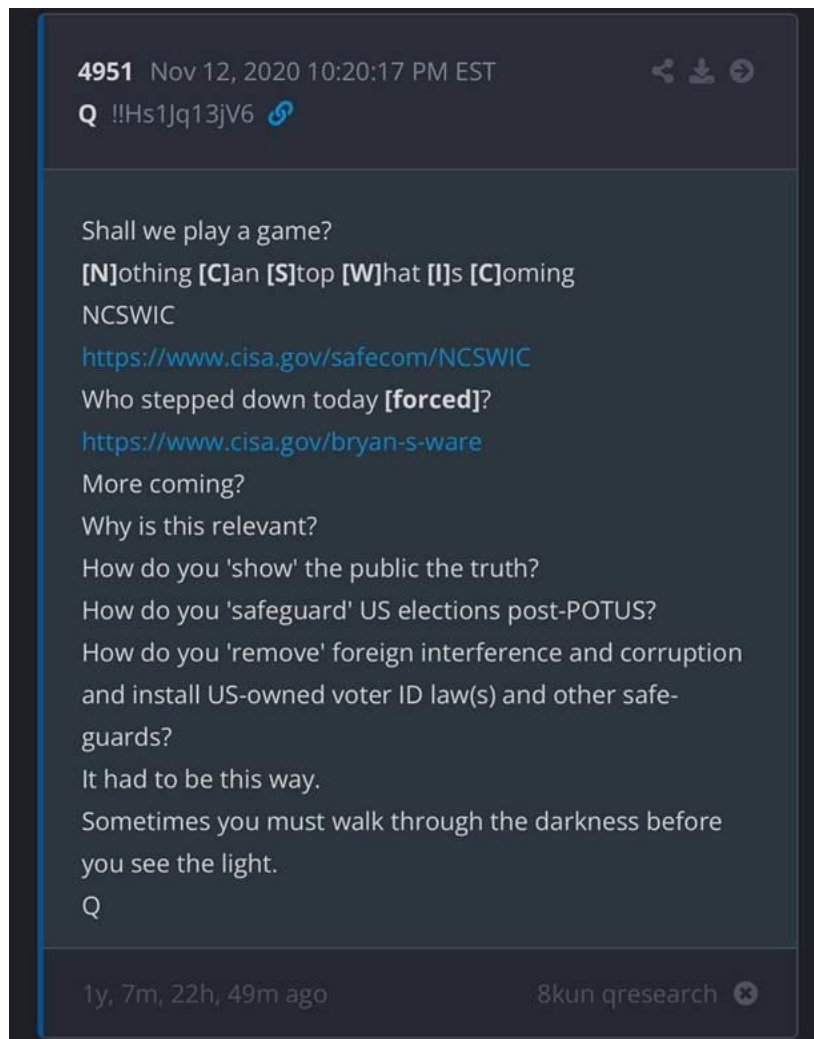 4951 Nov 12, 2020 10:20:17 PM EST
Q !!Hs1Jq13jV6
Shall we play a game?
[N]othing [C]an [S]top [W]hat [I]s [C]oming
NCSWIC
https://www.cisa.gov/safecom/NCSWIC
Who stepped down today [forced]?
https://www.cisa.gov/bryan-s-ware
More coming?
Why is this relevant?
How do you 'show' the public the truth?
How do you 'safeguard' US elections post-POTUS?
How do you 'remove' foreign interference and corruption
and install US-owned voter ID law(s) and other safe-
guards?
It had to be this way.
Sometimes you must walk through the darkness before
you see the light.
Q
1y, 7m, 22h, 49m ago 8kun qresearch